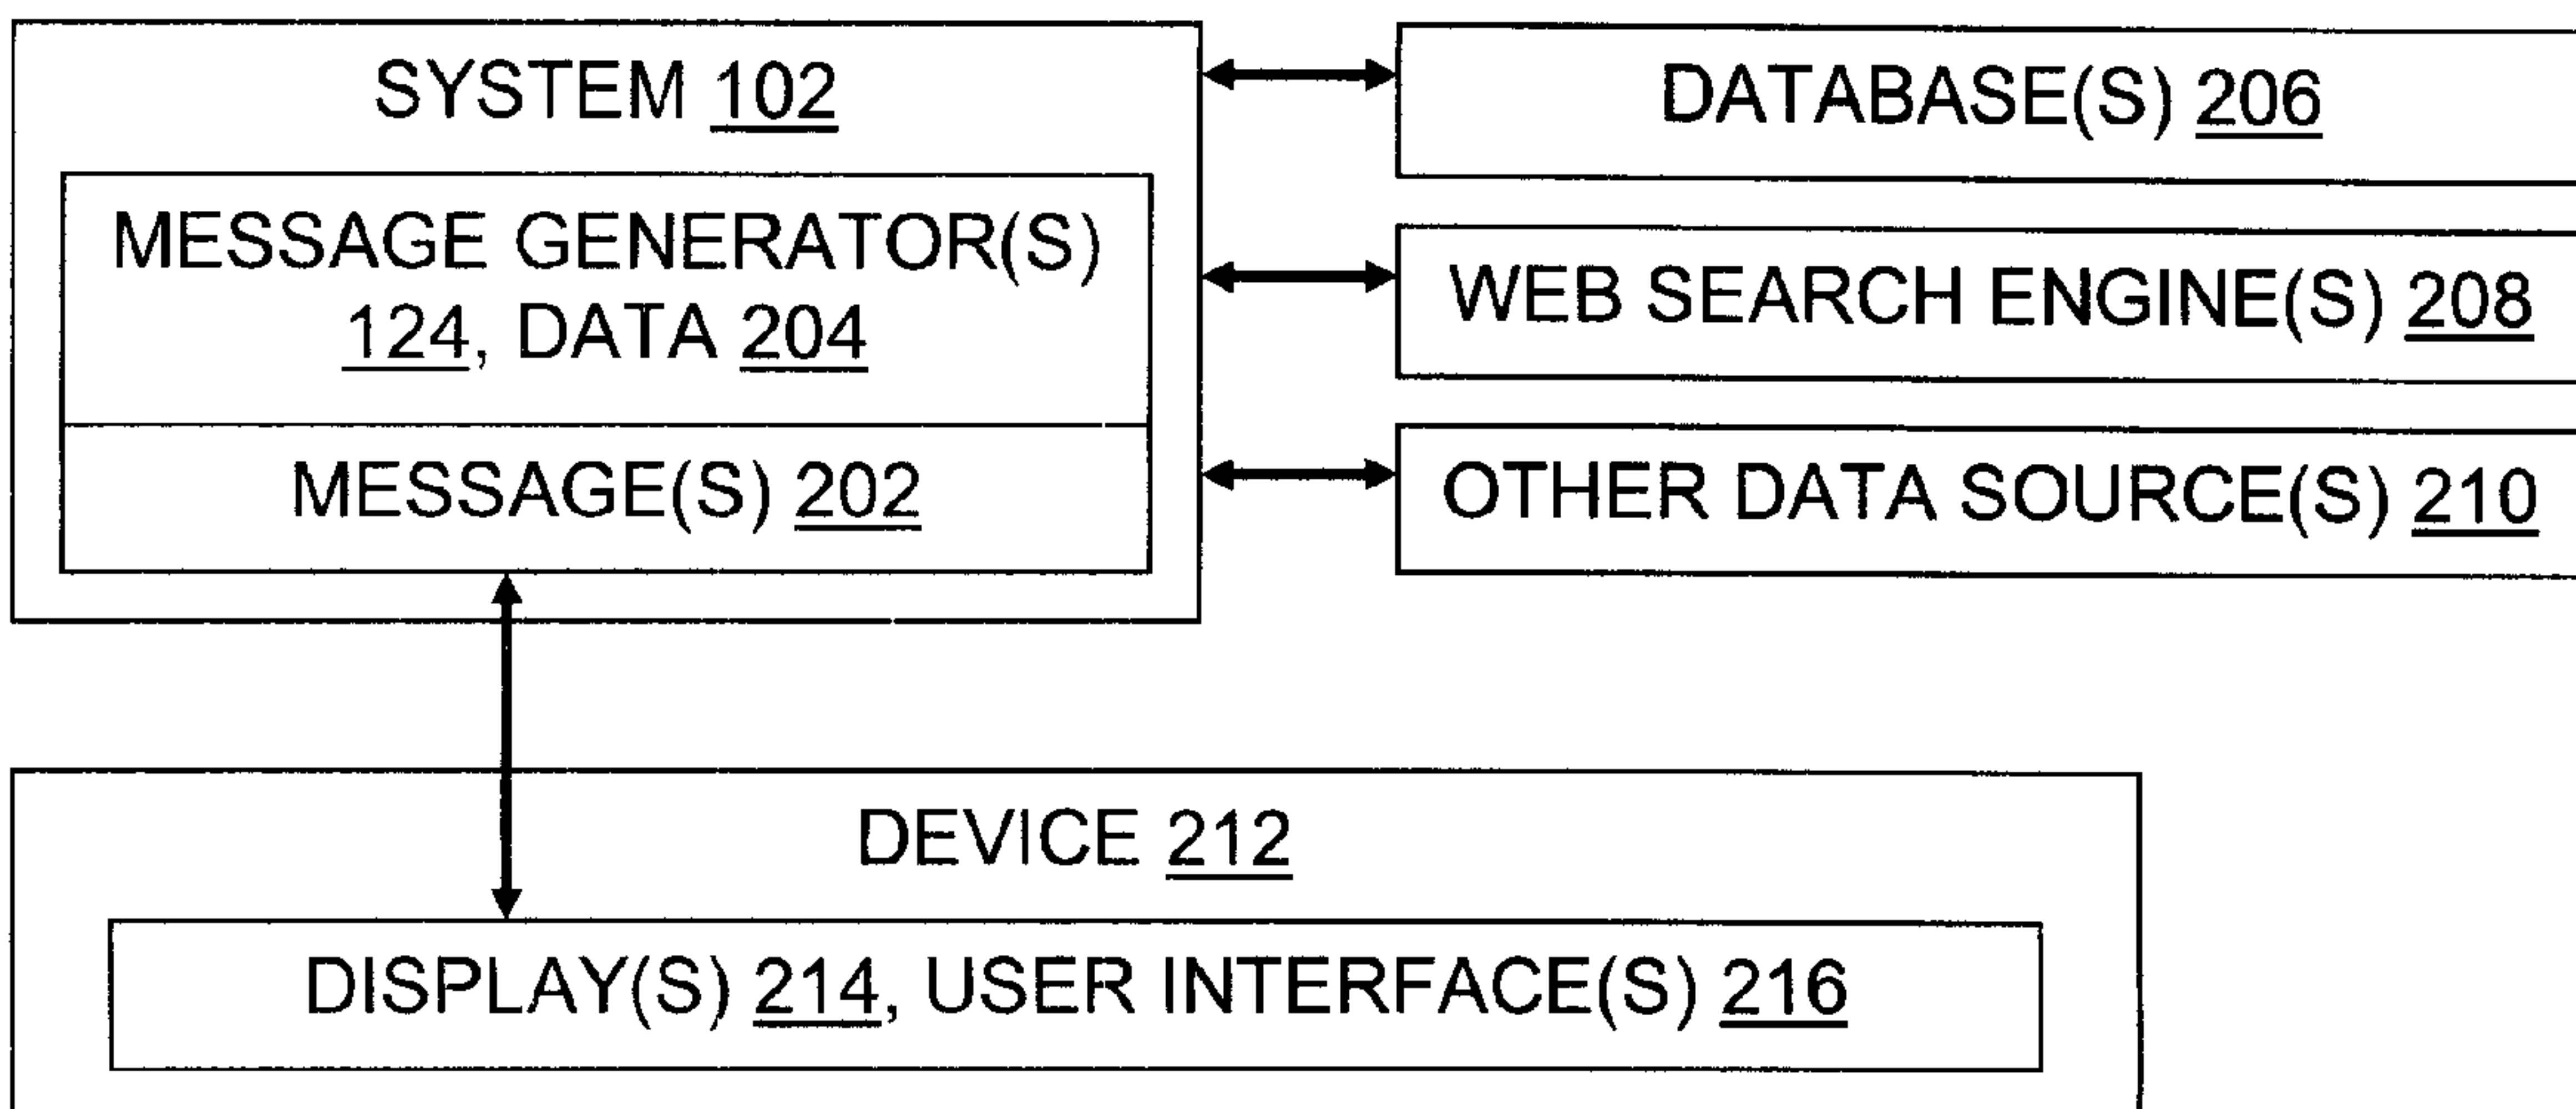 SYSTEM 102
MESSAGE GENERATOR(S)
124, DATA 204
MESSAGE(S) 202
DATABASE(S) 206
WEB SEARCH ENGINE(S) 208
OTHER DATA SOURCE(S) 210
DEVICE 212
DISPLAY(S) 214, USER INTERFACE(S) 216